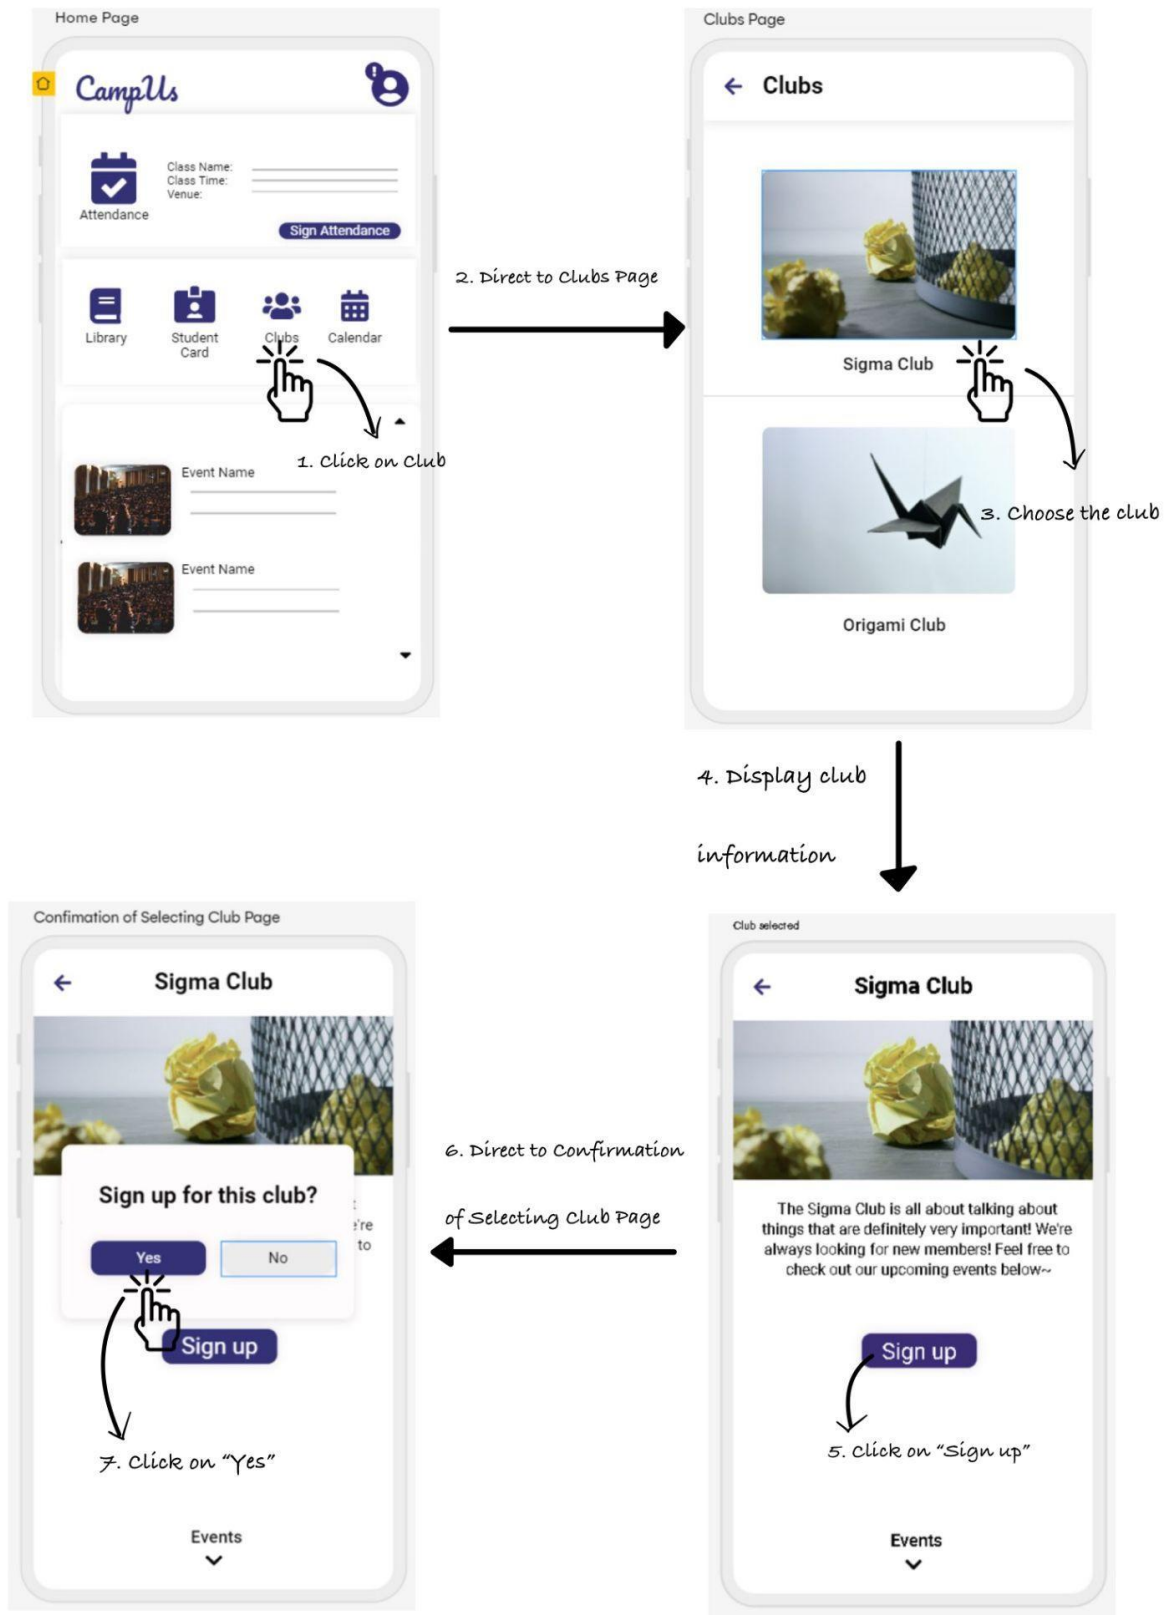 Home Page
CampUs
Class Name:
Class Time:
Venue:
Attendance
Sign Attendance
Library
Student
Card
Clubs
Calendar
1. Click on Club
Event Name
Event Name
2. Direct to Clubs Page
Clubs Page
Clubs
Sigma Club
3. Choose the club
Origami Club
4. Display club
information
Club selected
Sigma Club
The Sigma Club is all about talking about
things that are definitely very important! We're
always looking for new members! Feel free to
check out our upcoming events below~
Sign up
5. Click on "Sign up"
Events
6. Direct to Confirmation
of Selecting Club Page
Confimation of Selecting Club Page
Sigma Club
Sign up for this club?
e're
to
Yes
No
Sign up
7. Click on "Yes"
Events